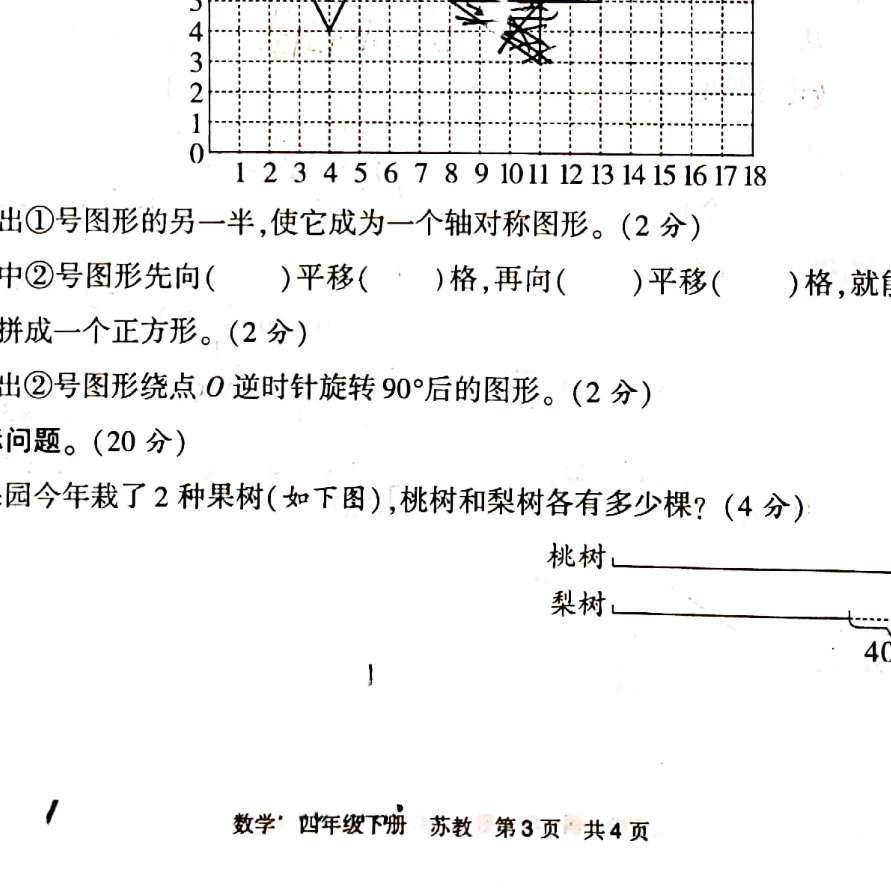 5
4
3
2
1
0
1 2 3 4 5 6 7 8 9 10 11 12 13 14 15 16 17 18
出①号图形的另一半,使它成为一个轴对称图形。(2 分)
中②号图形先向(  )平移(  )格,再向(  )平移(  )格,就能
拼成一个正方形。(2 分)
出②号图形绕点 O 逆时针旋转 90°后的图形。(2 分)
问题。(20 分)
园今年栽了 2 种果树(如下图),桃树和梨树各有多少棵? (4 分)
桃树
梨树
40
数学 四年级下册 苏教 第 3 页 共 4 页